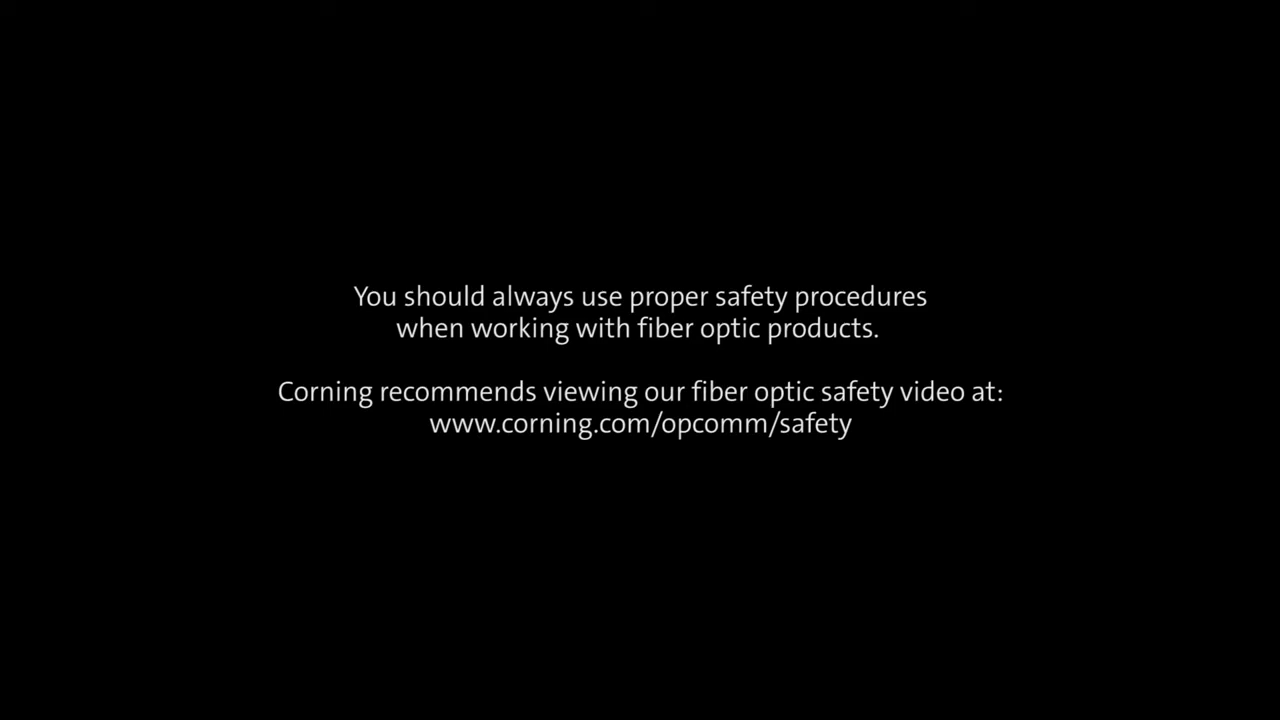 You should always use proper safety procedures
when working with fiber optic products.
Corning recommends viewing our fiber optic safety video at:
www.corning.com/opcomm/safety